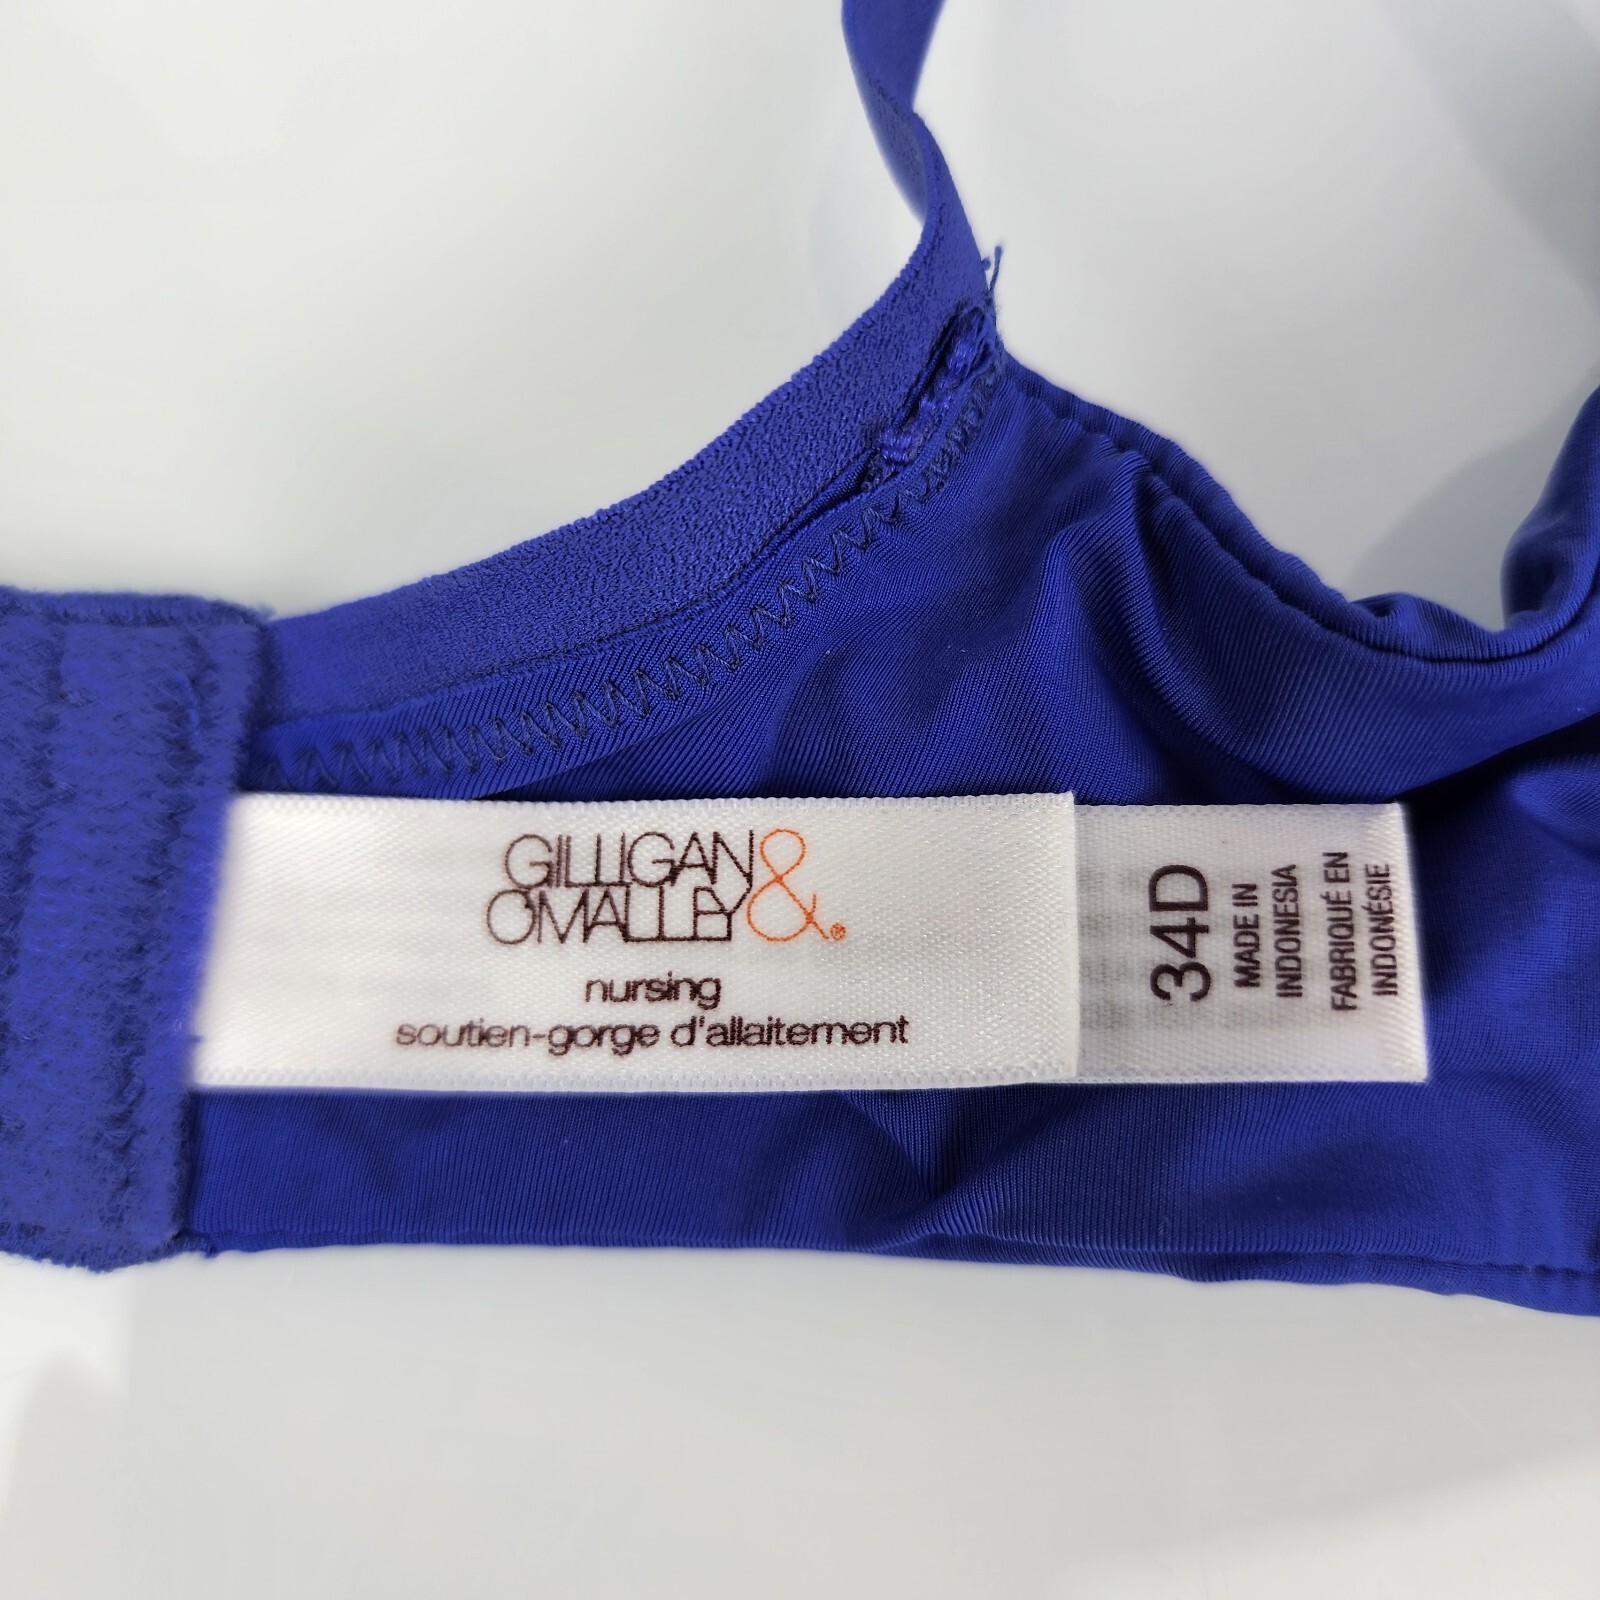 GILLIGAN &
O'MALLEY®
nursing
soutien-gorge d'allaitement
34D
MADE IN
INDONESIA
FABRIQUÉ EN
INDONÉSIE